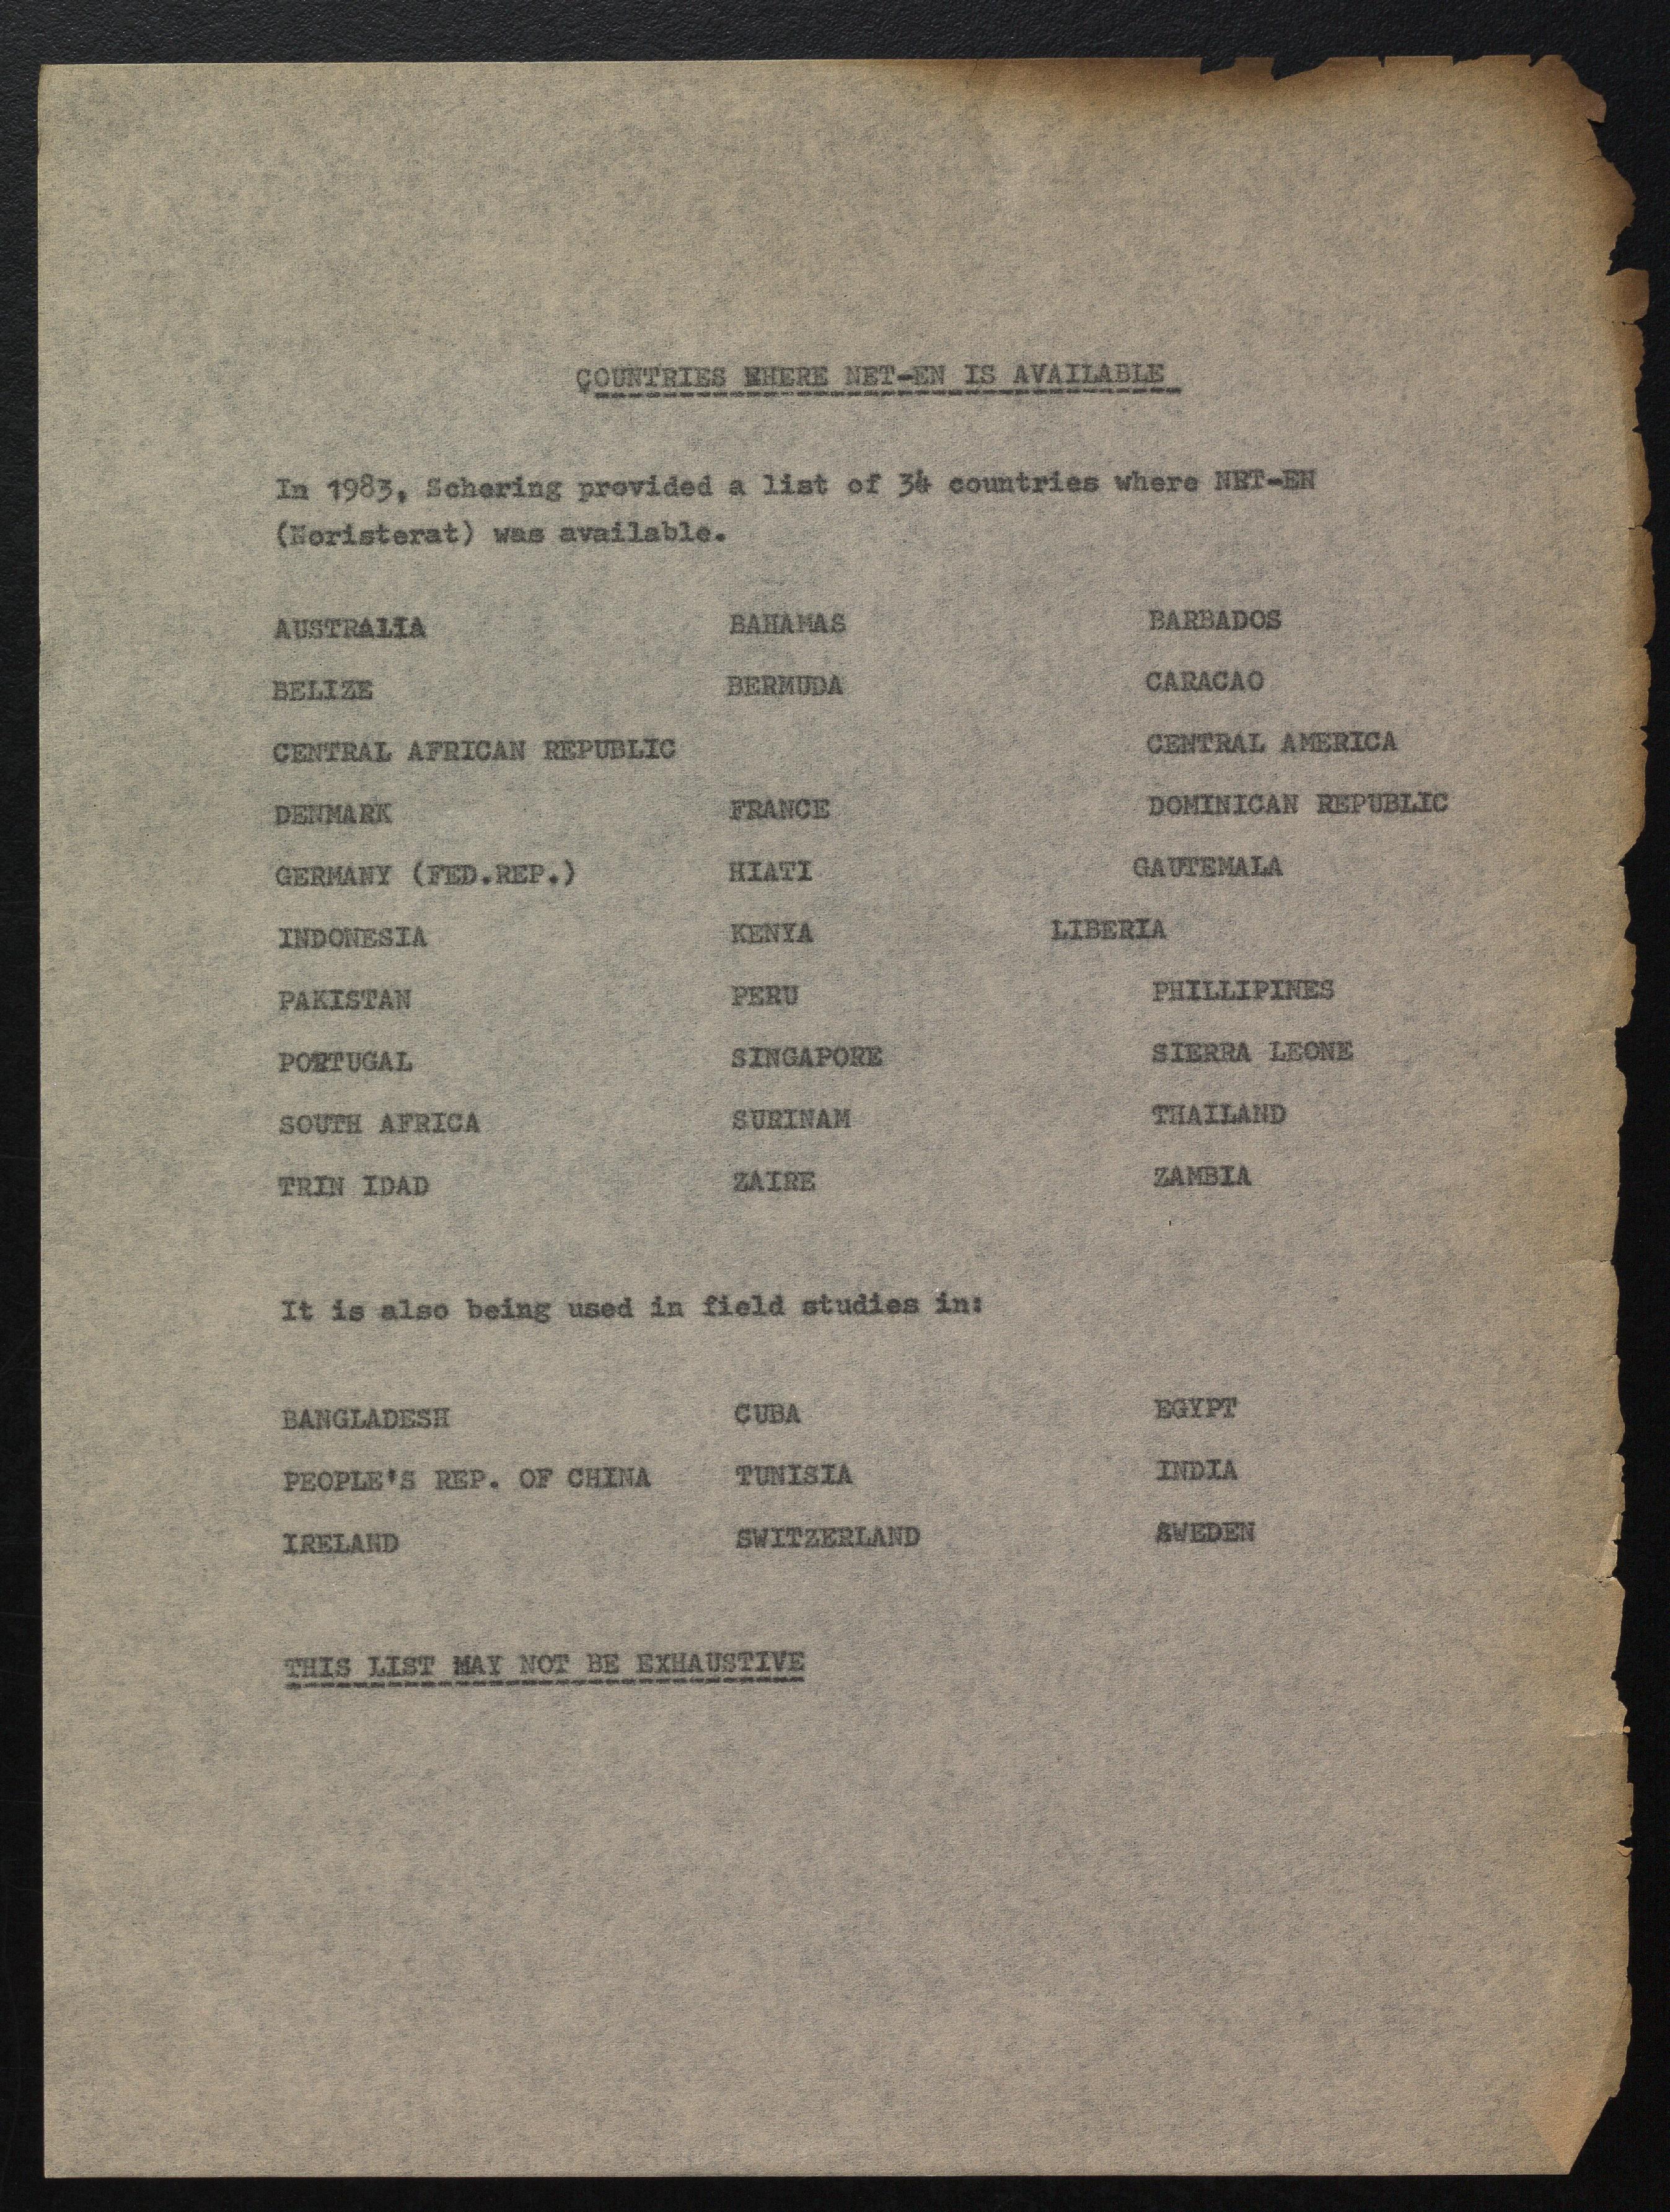 COUNTRIES WHERE NET-EN IS AVAILABLE
In 1983, Schering provided a list of 34 countries where NET-EN
(Noristerat) was available.
AUSTRALIA BAHAMAS BARBADOS
BELIZE BERMUDA CARACAO
CENTRAL AFRICAN REPUBLIC CENTRAL AMERICA
DENMARK FRANCE DOMINICAN REPUBLIC
GERMANY (FED.REP.) HIATI GAUTEMALA
INDONESIA KENYA LIBERIA
PAKISTAN PERU PHILLIPINES
PORTUGAL SINGAPORE SIERRA LEONE
SOUTH AFRICA SURINAM THAILAND
TRIN IDAD ZAIRE ZAMBIA
It is also being used in field studies in:
BANGLADESH CUBA EGYPT
PEOPLE'S REP. OF CHINA TUNISIA INDIA
IRELAND SWITZERLAND SWEDEN
THIS LIST MAY NOT BE EXHAUSTIVE